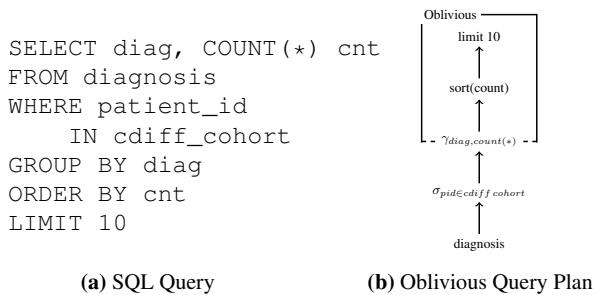 SELECT diag, COUNT(*) cnt
FROM diagnosis
WHERE patient_id
IN cdiff_cohort
GROUP BY diag
ORDER BY cnt
LIMIT 10
(a) SQL Query
Oblivious
limit 10
sort(count)
γdiag,count(*)
σpid∈cdiff cohort
diagnosis
(b) Oblivious Query Plan